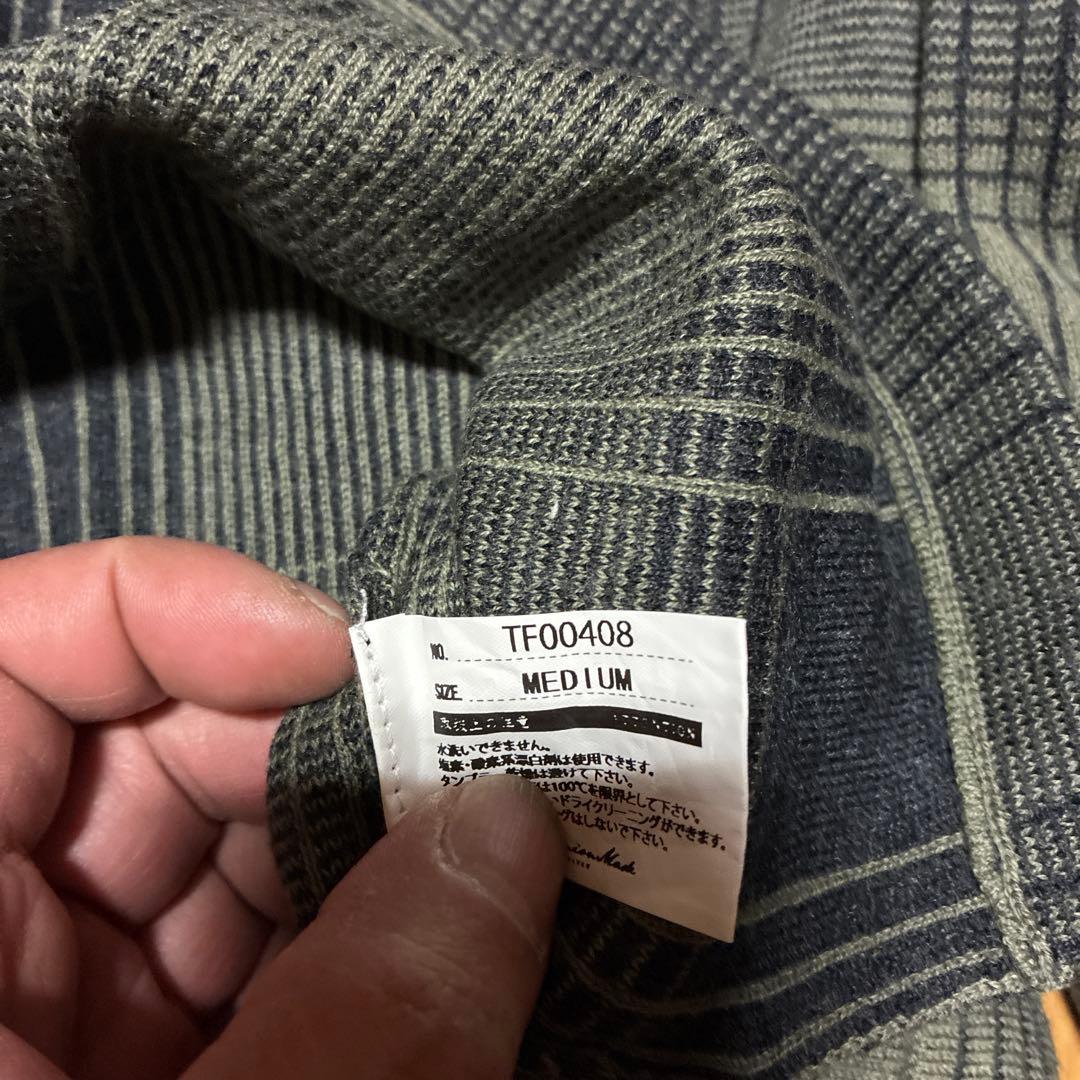 NO. TF00408
SIZE MEDIUM
取扱上の注意 ATTENTION
水洗いできません。
塩素・酸素系漂白剤は使用できます。
タンブラー乾燥は避けて下さい。
は100℃を限界として下さい。
ドライクリーニングができます。
グはしないで下さい。
Made